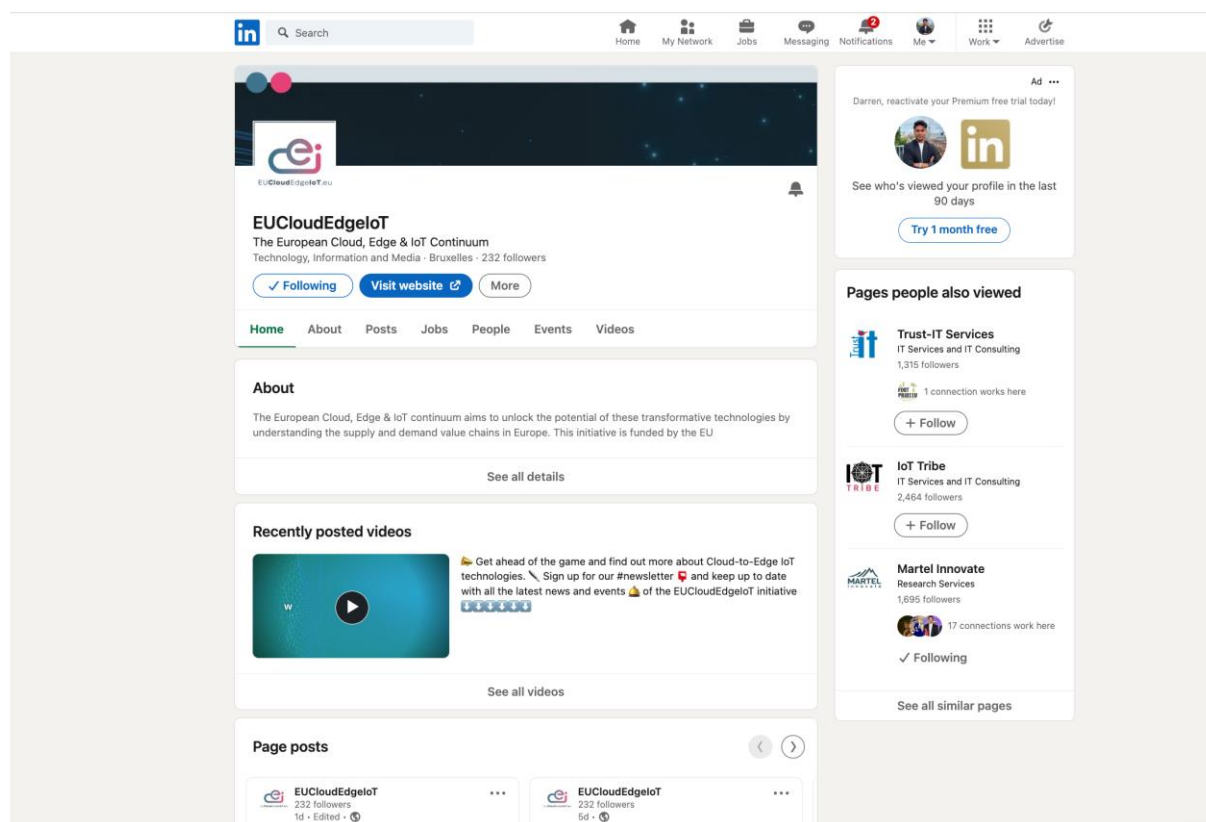 in
Search
Home
My Network
Jobs
Messaging
2
Notifications
Me
Work
Advertise
cei
EUCloudEdgeIoT.eu
EUCloudEdgeIoT
The European Cloud, Edge & IoT Continuum
Technology, Information and Media · Bruxelles · 232 followers
✓ Following
Visit website
More
Home
About
Posts
Jobs
People
Events
Videos
About
The European Cloud, Edge & IoT continuum aims to unlock the potential of these transformative technologies by
understanding the supply and demand value chains in Europe. This initiative is funded by the EU
See all details
Recently posted videos
W
Get ahead of the game and find out more about Cloud-to-Edge IoT
technologies. Sign up for our #newsletter and keep up to date
with all the latest news and events of the EUCloudEdgeIoT initiative
See all videos
Page posts
EUCloudEdgeIoT
232 followers
1d · Edited ·
EUCloudEdgeIoT
232 followers
5d ·
Ad
Darren, reactivate your Premium free trial today!
in
See who's viewed your profile in the last
90 days
Try 1 month free
Pages people also viewed
Trust it
Trust-IT Services
IT Services and IT Consulting
1,315 followers
1 connection works here
+ Follow
IOT
TRIBE
IoT Tribe
IT Services and IT Consulting
2,464 followers
+ Follow
MARTEL
Innovate
Martel Innovate
Research Services
1,695 followers
17 connections work here
✓ Following
See all similar pages